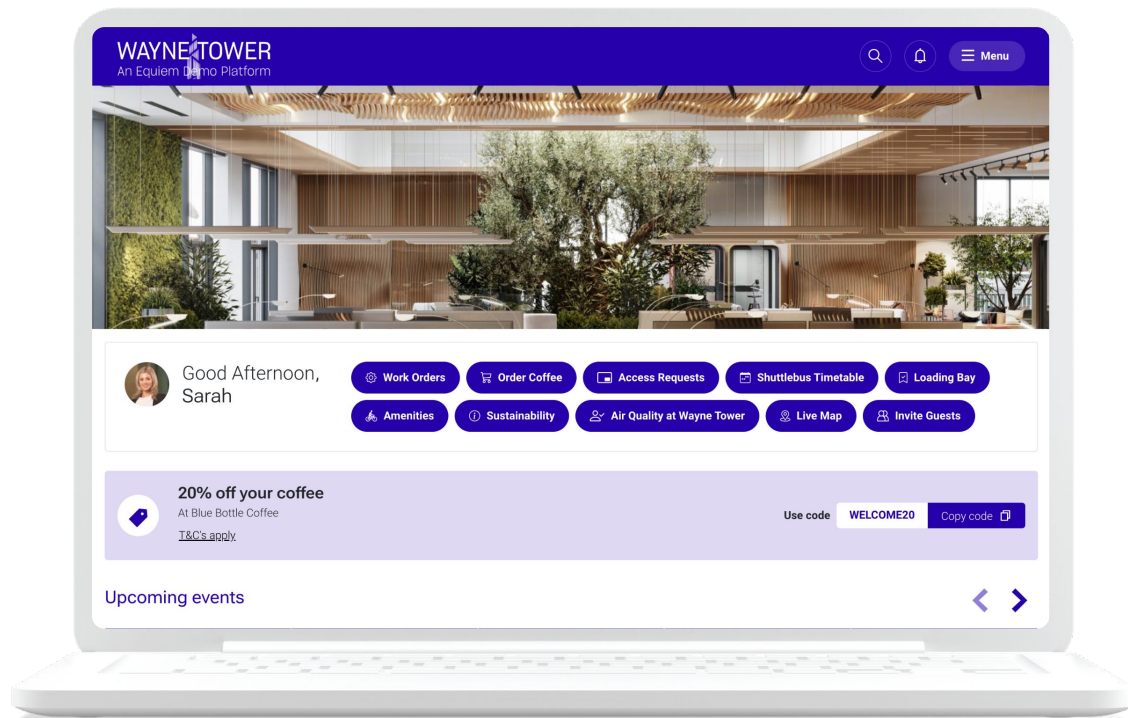 WAYNE TOWER
An Equiem Demo Platform
Menu
Good Afternoon,
Sarah
Work Orders
Order Coffee
Access Requests
Shuttlebus Timetable
Loading Bay
Amenities
Sustainability
Air Quality at Wayne Tower
Live Map
Invite Guests
20% off your coffee
At Blue Bottle Coffee
T&C's apply
Use code
WELCOME20
Copy code
Upcoming events